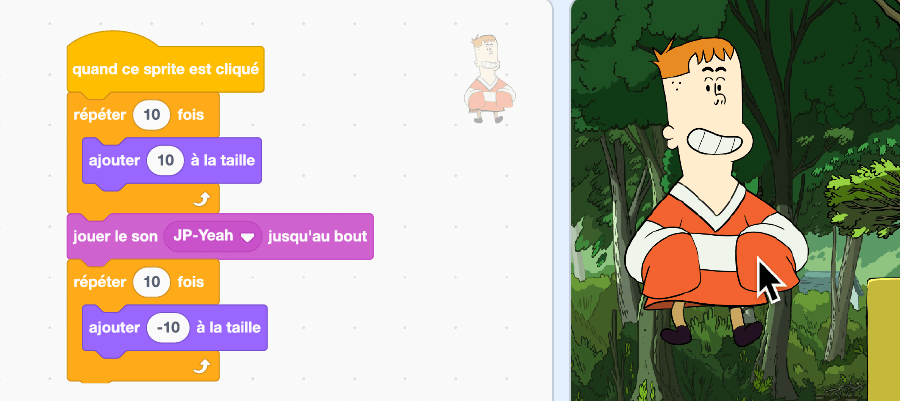 quand ce sprite est cliqué
répéter 10 fois
ajouter 10 à la taille
jouer le son JP-Yeah jusqu'au bout
répéter 10 fois
ajouter -10 à la taille